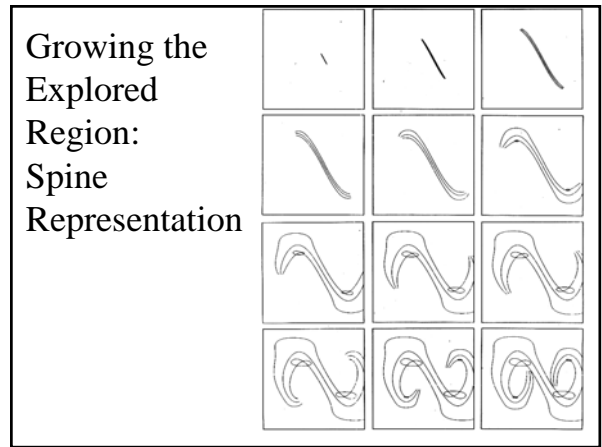 Growing the
Explored
Region:
Spine
Representation